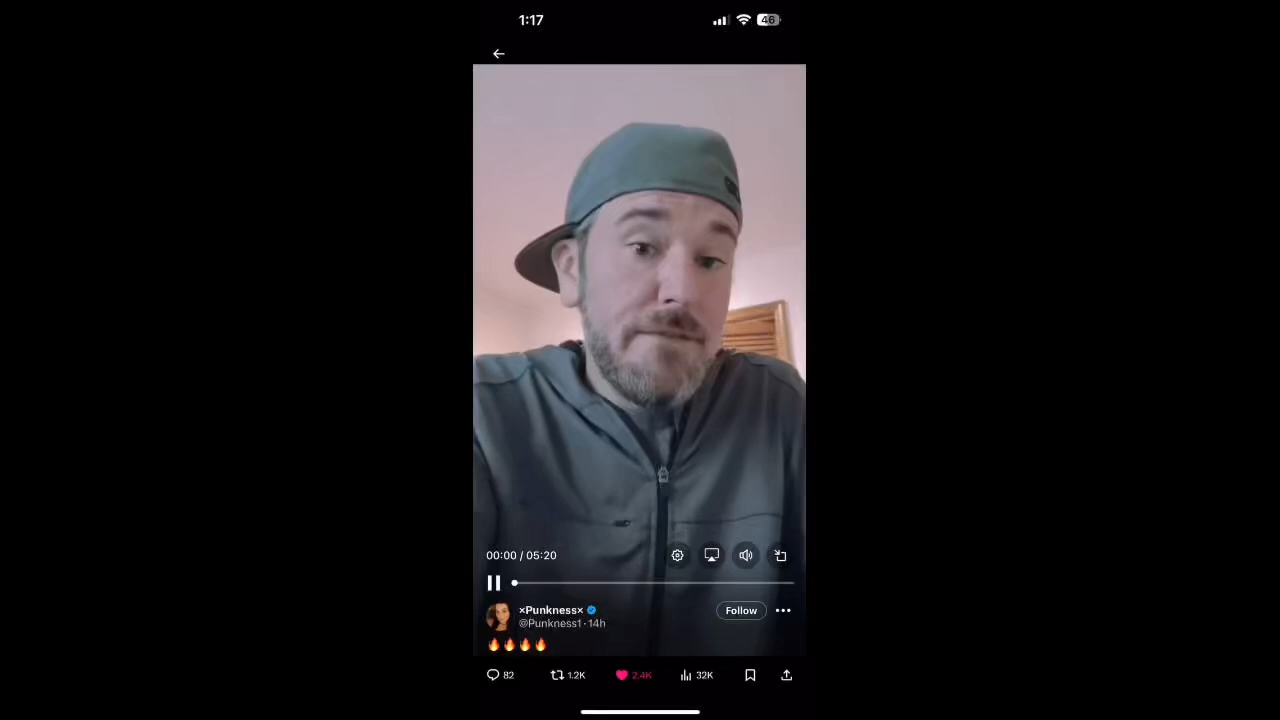 1:17
46
00:00 / 05:20
×Punkness×
Follow
@Punkness1 · 14h
🔥🔥🔥🔥
82
1.2K
2.4K
32K